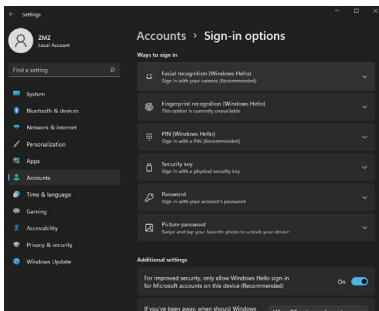 Settings
ZMZ
Local Account
Find a setting
System
Bluetooth & devices
Network & internet
Personalization
Apps
Accounts
Time & language
Gaming
Accessibility
Privacy & security
Windows Update
Accounts > Sign-in options
Ways to sign in
Facial recognition (Windows Hello)
Sign in with your camera (Recommended)
Fingerprint recognition (Windows Hello)
This option is currently unavailable
PIN (Windows Hello)
Sign in with a PIN (Recommended)
Security key
Sign in with a physical security key
Password
Sign in with your account's password
Picture password
Swipe and tap your favorite photo to unlock your device
Additional settings
For improved security, only allow Windows Hello sign-in
for Microsoft accounts on this device (Recommended)
On
If you've been away, when should Windows